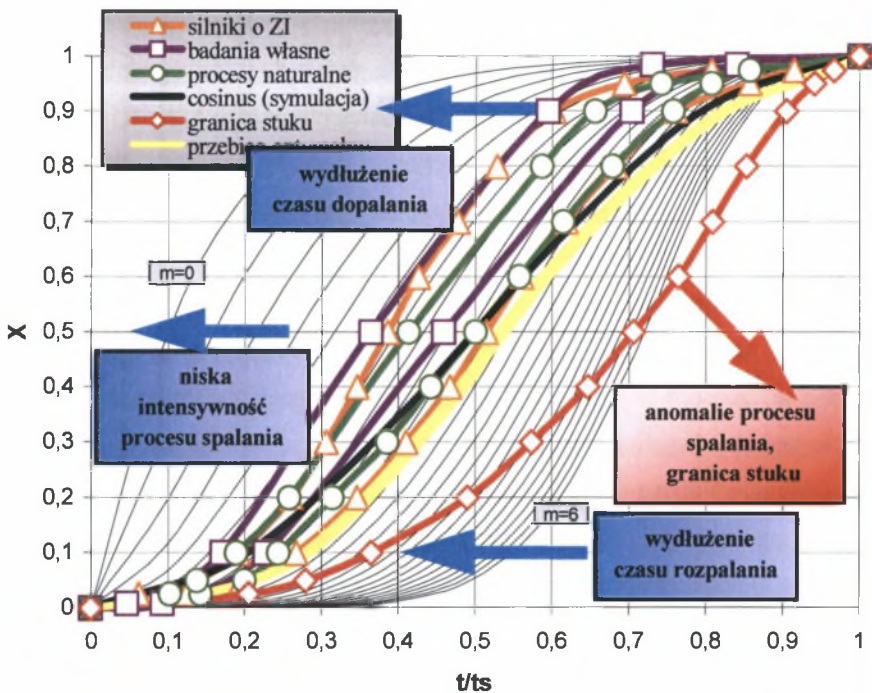 silniki o ZI
badania własne
procesy naturalne
cosinus (symulacja)
granica stuku
przebieg
wydłużenie
czasu dopalania
m=0
niska
intensywność
procesu spalania
anomalie procesu
spalania,
granica stuku
m=6
wydłużenie
czasu rozpalania
X
1
0,9
0,8
0,7
0,6
0,5
0,4
0,3
0,2
0,1
0
0
0,1
0,2
0,3
0,4
0,5
0,6
0,7
0,8
0,9
1
t/ts